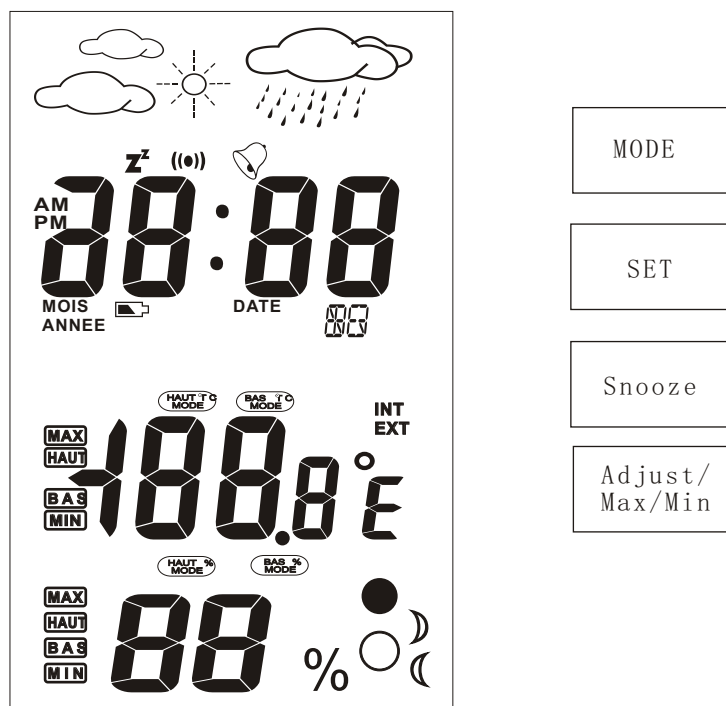 Zz
AM
PM
88:88
MOIS
ANNEE
DATE
88
HAUT °C
MODE
BAS °C
MODE
INT
EXT
MAX
HAUT
BAS
MIN
188.8°E
HAUT %
MODE
BAS %
MODE
MAX
HAUT
BAS
MIN
88
%
MODE
SET
Snooze
Adjust/
Max/Min